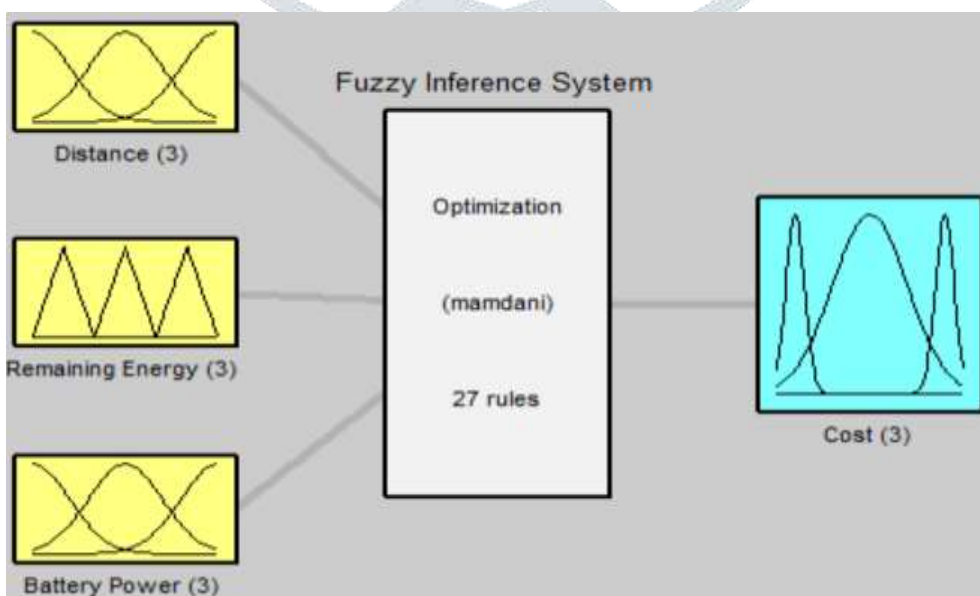 Fuzzy Inference System
Distance (3)
Optimization
(mamdani)
27 rules
Remaining Energy (3)
Battery Power (3)
Cost (3)